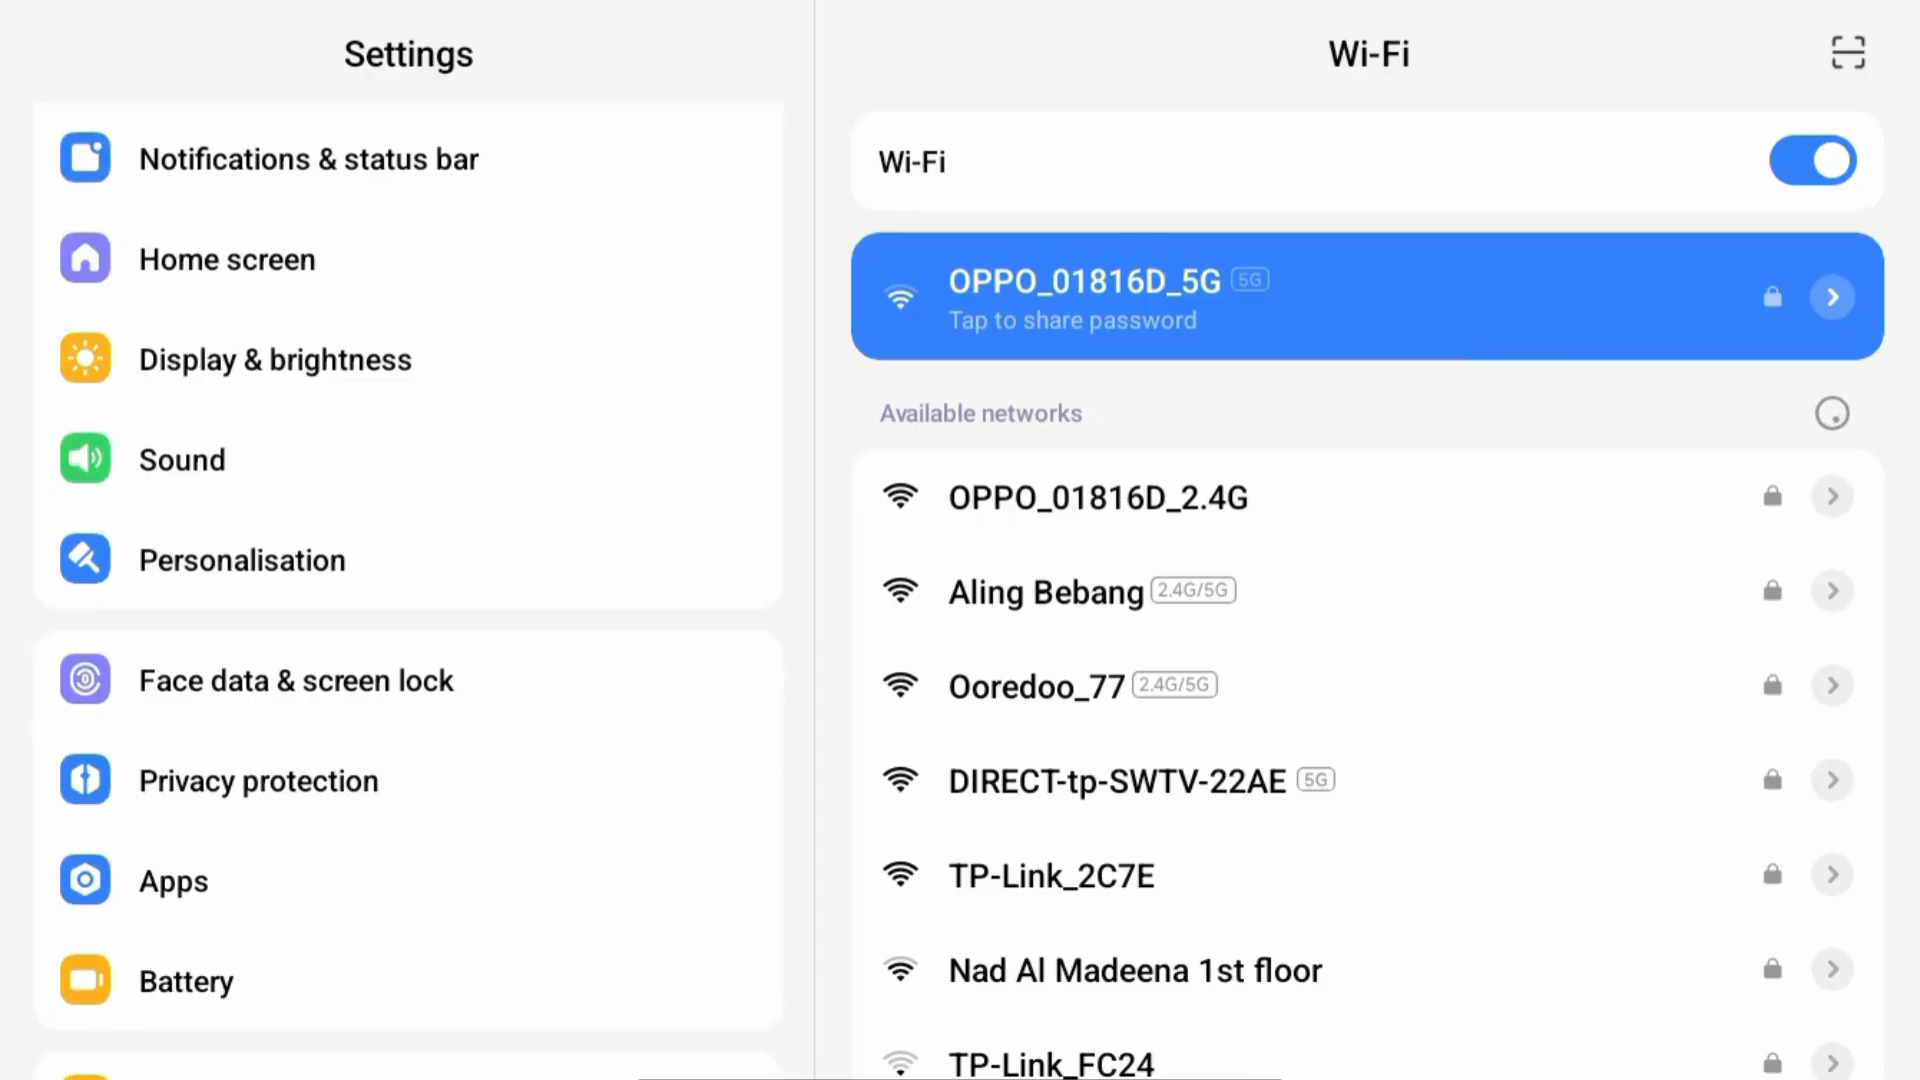 Settings
Notifications & status bar
Home screen
Display & brightness
Sound
Personalisation
Face data & screen lock
Privacy protection
Apps
Battery
Wi-Fi
Wi-Fi
OPPO_01816D_5G 5G
Tap to share password
Available networks
OPPO_01816D_2.4G
Aling Bebang 2.4G/5G
Ooredoo_77 2.4G/5G
DIRECT-tp-SWTV-22AE 5G
TP-Link_2C7E
Nad Al Madeena 1st floor
TP-Link_FC24